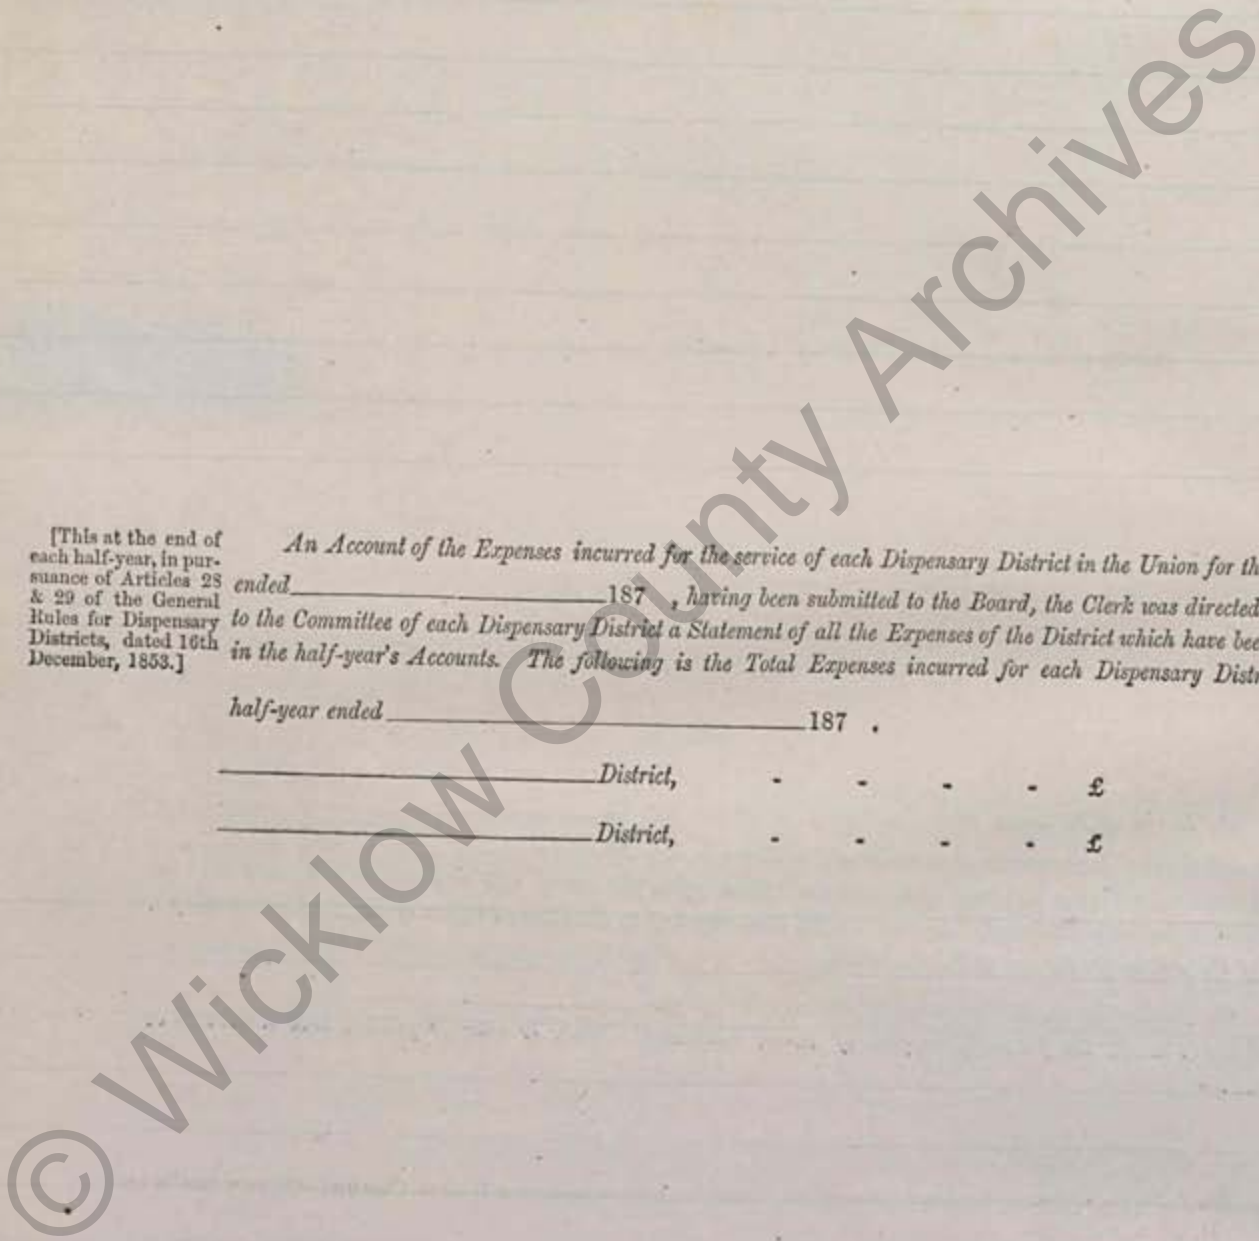 [This at the end of
each half-year, in pur-
suance of Articles 28
& 29 of the General
Rules for Dispensary
Districts, dated 16th
December, 1853.]
An Account of the Expenses incurred for the service of each Dispensary District in the Union for th
ended 187 , having been submitted to the Board, the Clerk was directed
to the Committee of each Dispensary District a Statement of all the Expenses of the District which have bee
in the half-year's Accounts. The following is the Total Expenses incurred for each Dispensary Distr
half-year ended 187 .
District, - - - - £
District, - - - - £
© Wicklow County Archives